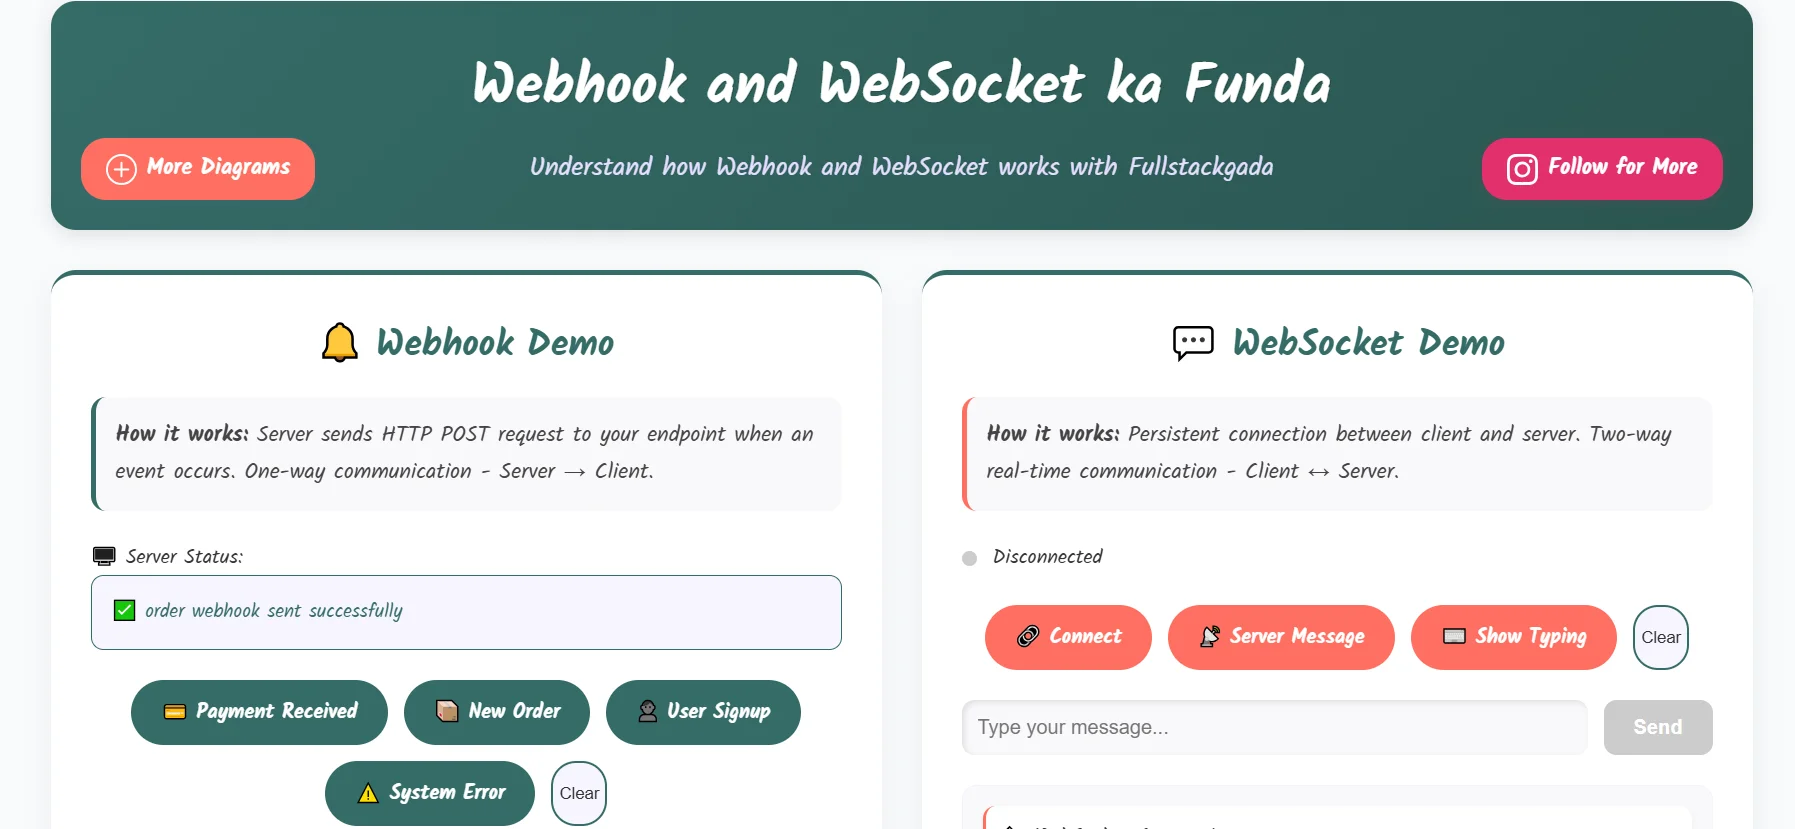 Webhook and WebSocket ka Funda
More Diagrams
Understand how Webhook and WebSocket works with Fullstackgada
Follow for More
Webhook Demo
How it works: Server sends HTTP POST request to your endpoint when an
event occurs. One-way communication - Server → Client.
Server Status:
order webhook sent successfully
Payment Received
New Order
User Signup
System Error
Clear
WebSocket Demo
How it works: Persistent connection between client and server. Two-way
real-time communication - Client ↔ Server.
Disconnected
Connect
Server Message
Show Typing
Clear
Type your message...
Send